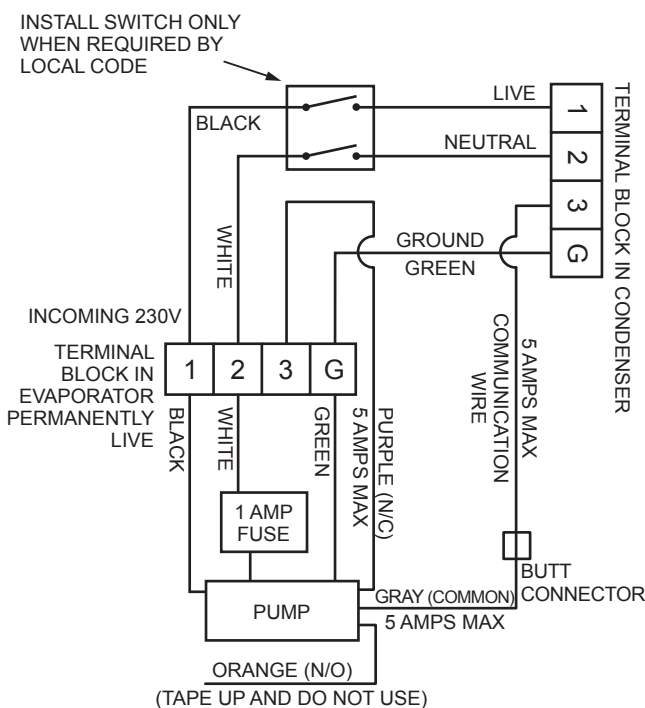 INSTALL SWITCH ONLY
WHEN REQUIRED BY
LOCAL CODE
LIVE
BLACK
NEUTRAL
1
2
3
G
TERMINAL BLOCK IN CONDENSER
WHITE
GROUND
GREEN
INCOMING 230V
TERMINAL
BLOCK IN
EVAPORATOR
PERMANENTLY
LIVE
1 2 3 G
5 AMPS MAX
COMMUNICATION
WIRE
BLACK
WHITE
GREEN
PURPLE (N/C)
5 AMPS MAX
1 AMP
FUSE
BUTT
CONNECTOR
PUMP
GRAY (COMMON)
5 AMPS MAX
ORANGE (N/O)
(TAPE UP AND DO NOT USE)